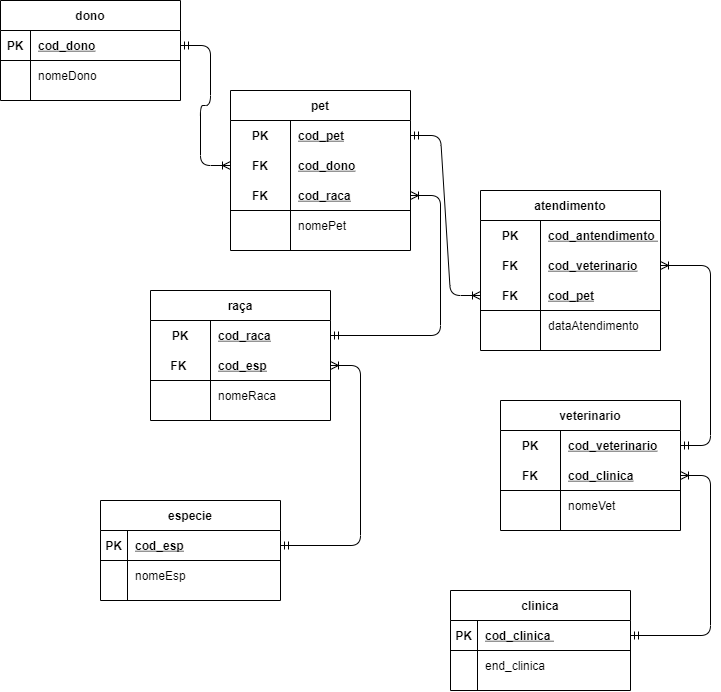 dono
PK cod_dono
nomeDono
pet
PK cod_pet
FK cod_dono
FK cod_raca
nomePet
atendimento
PK cod_antendimento
FK cod_veterinario
FK cod_pet
dataAtendimento
raça
PK cod_raca
FK cod_esp
nomeRaca
veterinario
PK cod_veterinario
FK cod_clinica
nomeVet
especie
PK cod_esp
nomeEsp
clinica
PK cod_clinica
end_clinica